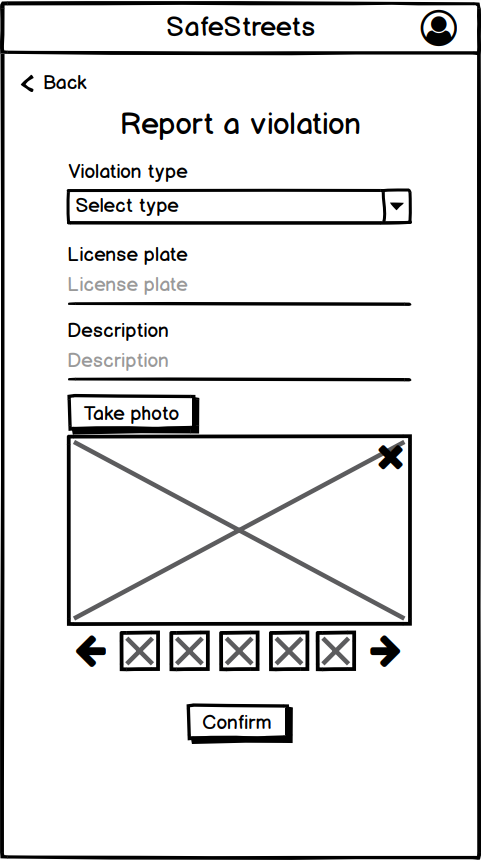 SafeStreets
Back
Report a violation
Violation type
Select type
License plate
License plate
Description
Description
Take photo
Confirm